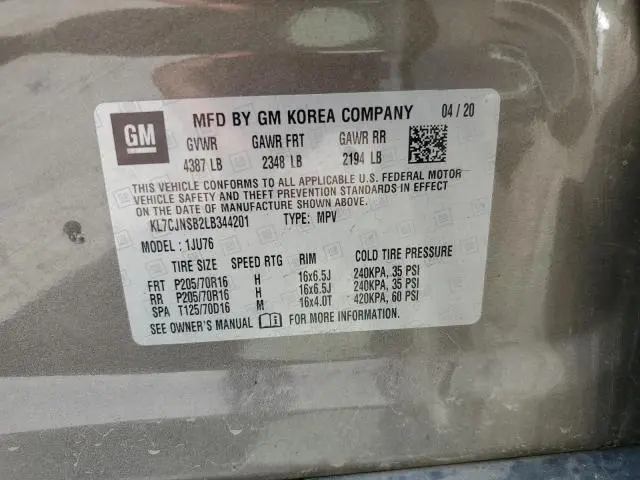 GM
MFD BY GM KOREA COMPANY 04 / 20
GVWR GAWR FRT GAWR RR
4387 LB 2348 LB 2194 LB
THIS VEHICLE CONFORMS TO ALL APPLICABLE U.S. FEDERAL MOTOR
VEHICLE SAFETY AND THEFT PREVENTION STANDARDS IN EFFECT
ON THE DATE OF MANUFACTURE SHOWN ABOVE.
KL7CJNSB2LB344201 TYPE: MPV
MODEL : 1JU76
TIRE SIZE SPEED RTG RIM COLD TIRE PRESSURE
FRT P205/70R16 H 16x6.5J 240KPA, 35 PSI
RR P205/70R16 H 16x6.5J 240KPA, 35 PSI
SPA T125/70D16 M 16x4.0T 420KPA, 60 PSI
SEE OWNER'S MANUAL FOR MORE INFORMATION.